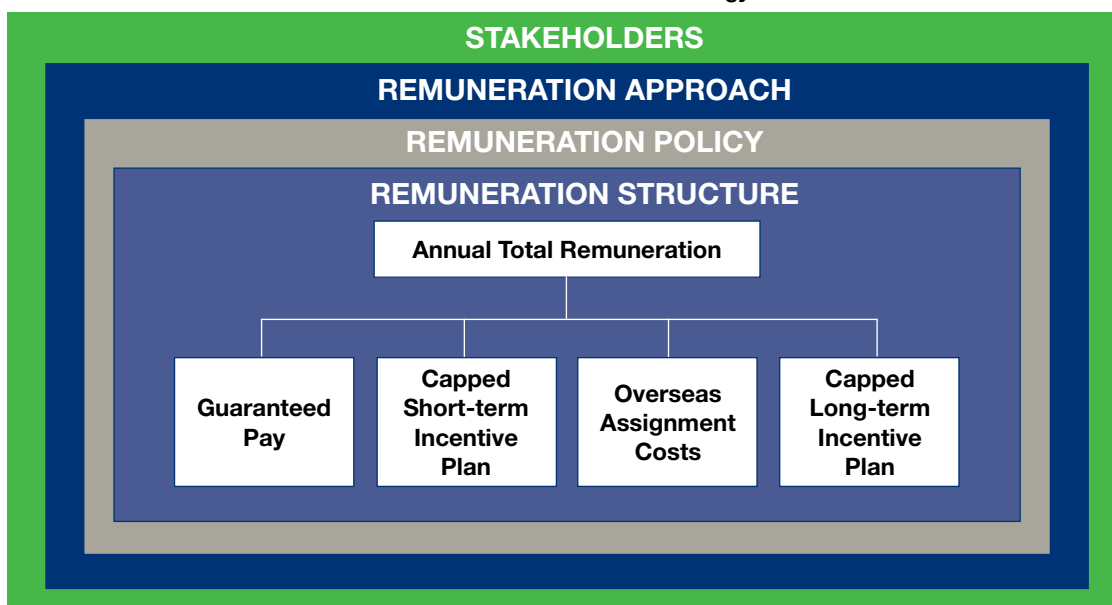 STAKEHOLDERS
REMUNERATION APPROACH
REMUNERATION POLICY
REMUNERATION STRUCTURE
Annual Total Remuneration
Guaranteed
Pay
Capped
Short-term
Incentive
Plan
Overseas
Assignment
Costs
Capped
Long-term
Incentive
Plan